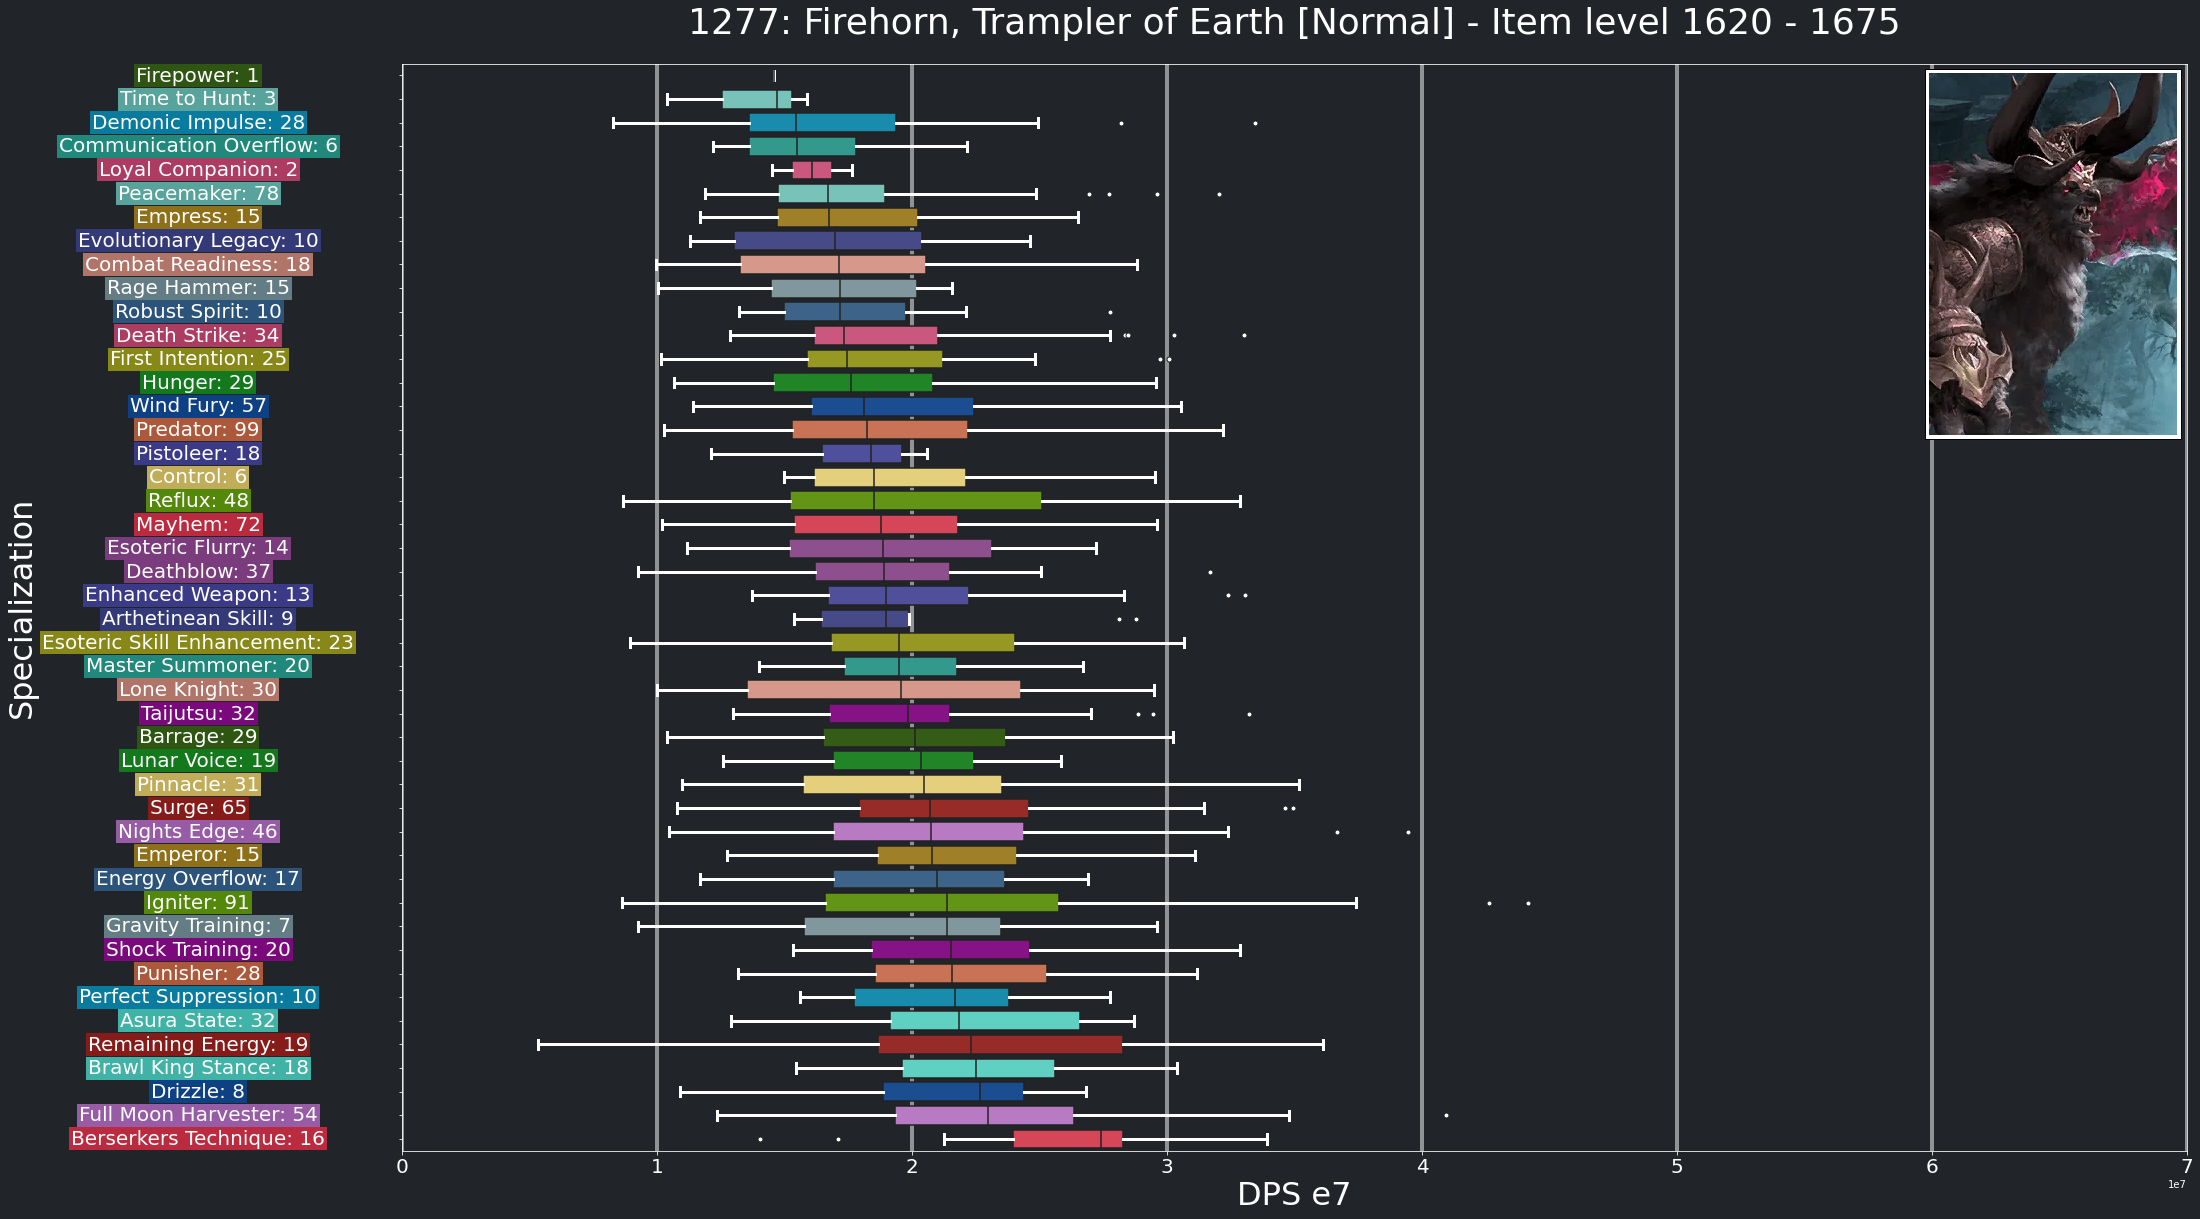 1277: Firehorn, Trampler of Earth [Normal] - Item level 1620 - 1675
Specialization
Firepower: 1
Time to Hunt: 3
Demonic Impulse: 28
Communication Overflow: 6
Loyal Companion: 2
Peacemaker: 78
Empress: 15
Evolutionary Legacy: 10
Combat Readiness: 18
Rage Hammer: 15
Robust Spirit: 10
Death Strike: 34
First Intention: 25
Hunger: 29
Wind Fury: 57
Predator: 99
Pistoleer: 18
Control: 6
Reflux: 48
Mayhem: 72
Esoteric Flurry: 14
Deathblow: 37
Enhanced Weapon: 13
Arthetinean Skill: 9
Esoteric Skill Enhancement: 23
Master Summoner: 20
Lone Knight: 30
Taijutsu: 32
Barrage: 29
Lunar Voice: 19
Pinnacle: 31
Surge: 65
Nights Edge: 46
Emperor: 15
Energy Overflow: 17
Igniter: 91
Gravity Training: 7
Shock Training: 20
Punisher: 28
Perfect Suppression: 10
Asura State: 32
Remaining Energy: 19
Brawl King Stance: 18
Drizzle: 8
Full Moon Harvester: 54
Berserkers Technique: 16
0 1 2 3 4 5 6 7
1e7
DPS e7